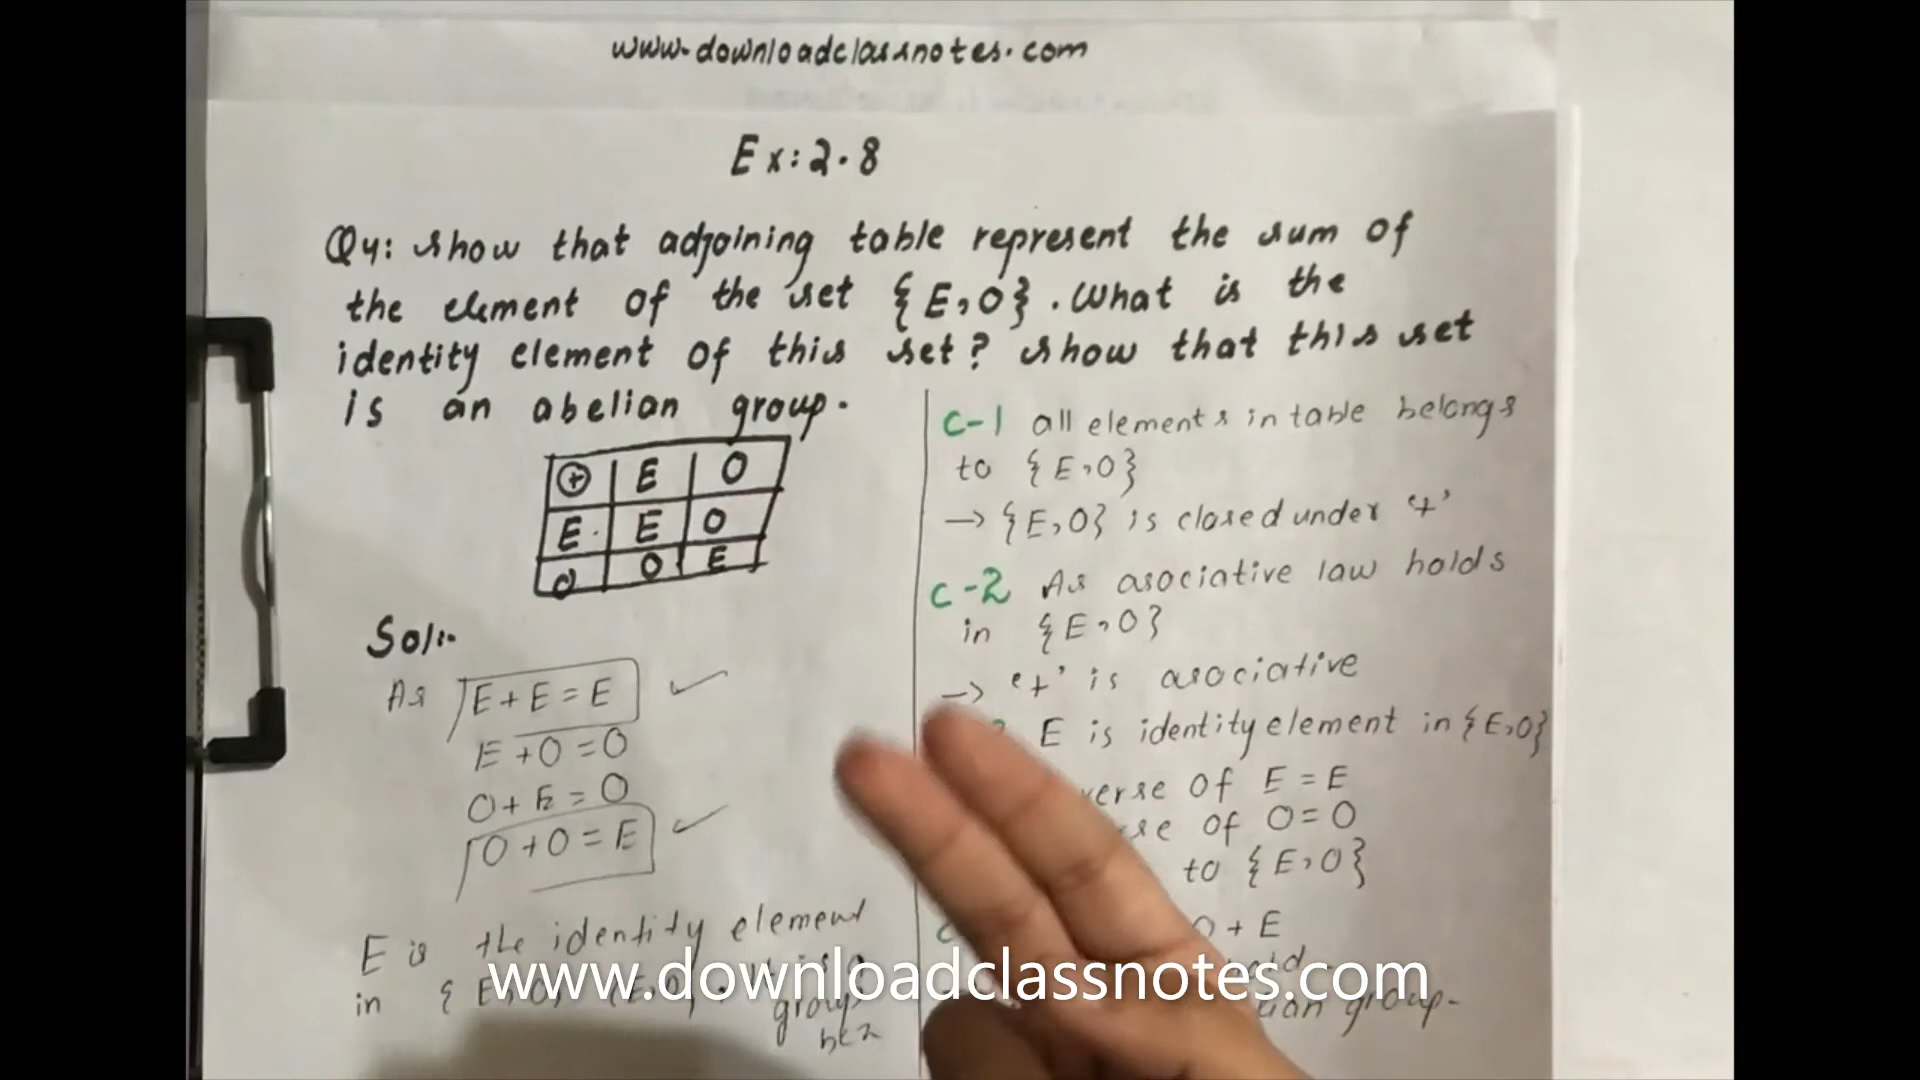 www.downloadclassnotes.com
Ex: 2.8
Q4: show that adjoining table represent the sum of
the element of the set {E,O}. What is the
identity element of this set? show that this set
is an abelian group.
⊕ E O
E E O
O O E
Sol:-
As E+E=E
E+O=O
O+E=O
O+O=E
E is the identity element
in {
group
C-1 all elements in table belongs
to {E,O}
→ {E,O} is closed under '+'
C-2 As asociative law holds
in {E,O}
→ '+' is asociative
E is identity element in {E,O}
of E=E
of O=O
to {E,O}
O+E
group.
www.downloadclassnotes.com